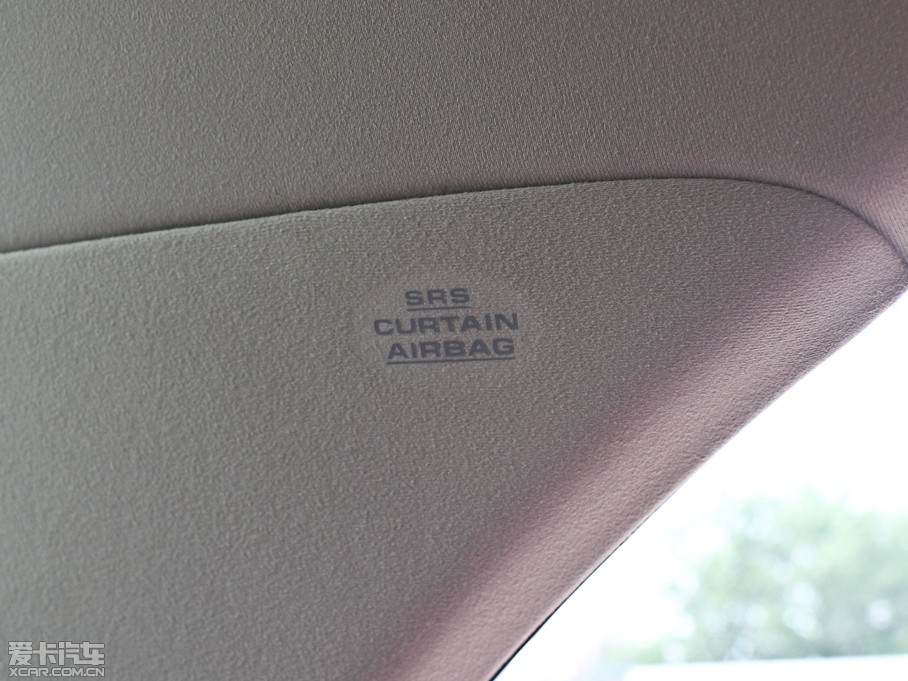 SRS
CURTAIN
AIRBAG
爱卡汽车
XCAR.COM.CN